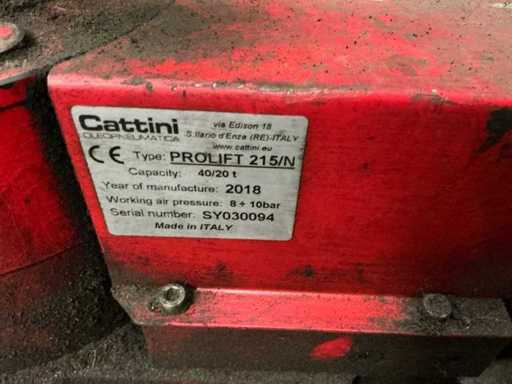 Cattini
OLEOPNEUMATICA
via Edison 18
S.Ilario d'Enza (RE)-ITALY
www.cattini.eu
CE Type: PROLIFT 215/N
Capacity: 40/20 t
Year of manufacture: 2018
Working air pressure: 8 ÷ 10bar
Serial number: SY030094
Made in ITALY